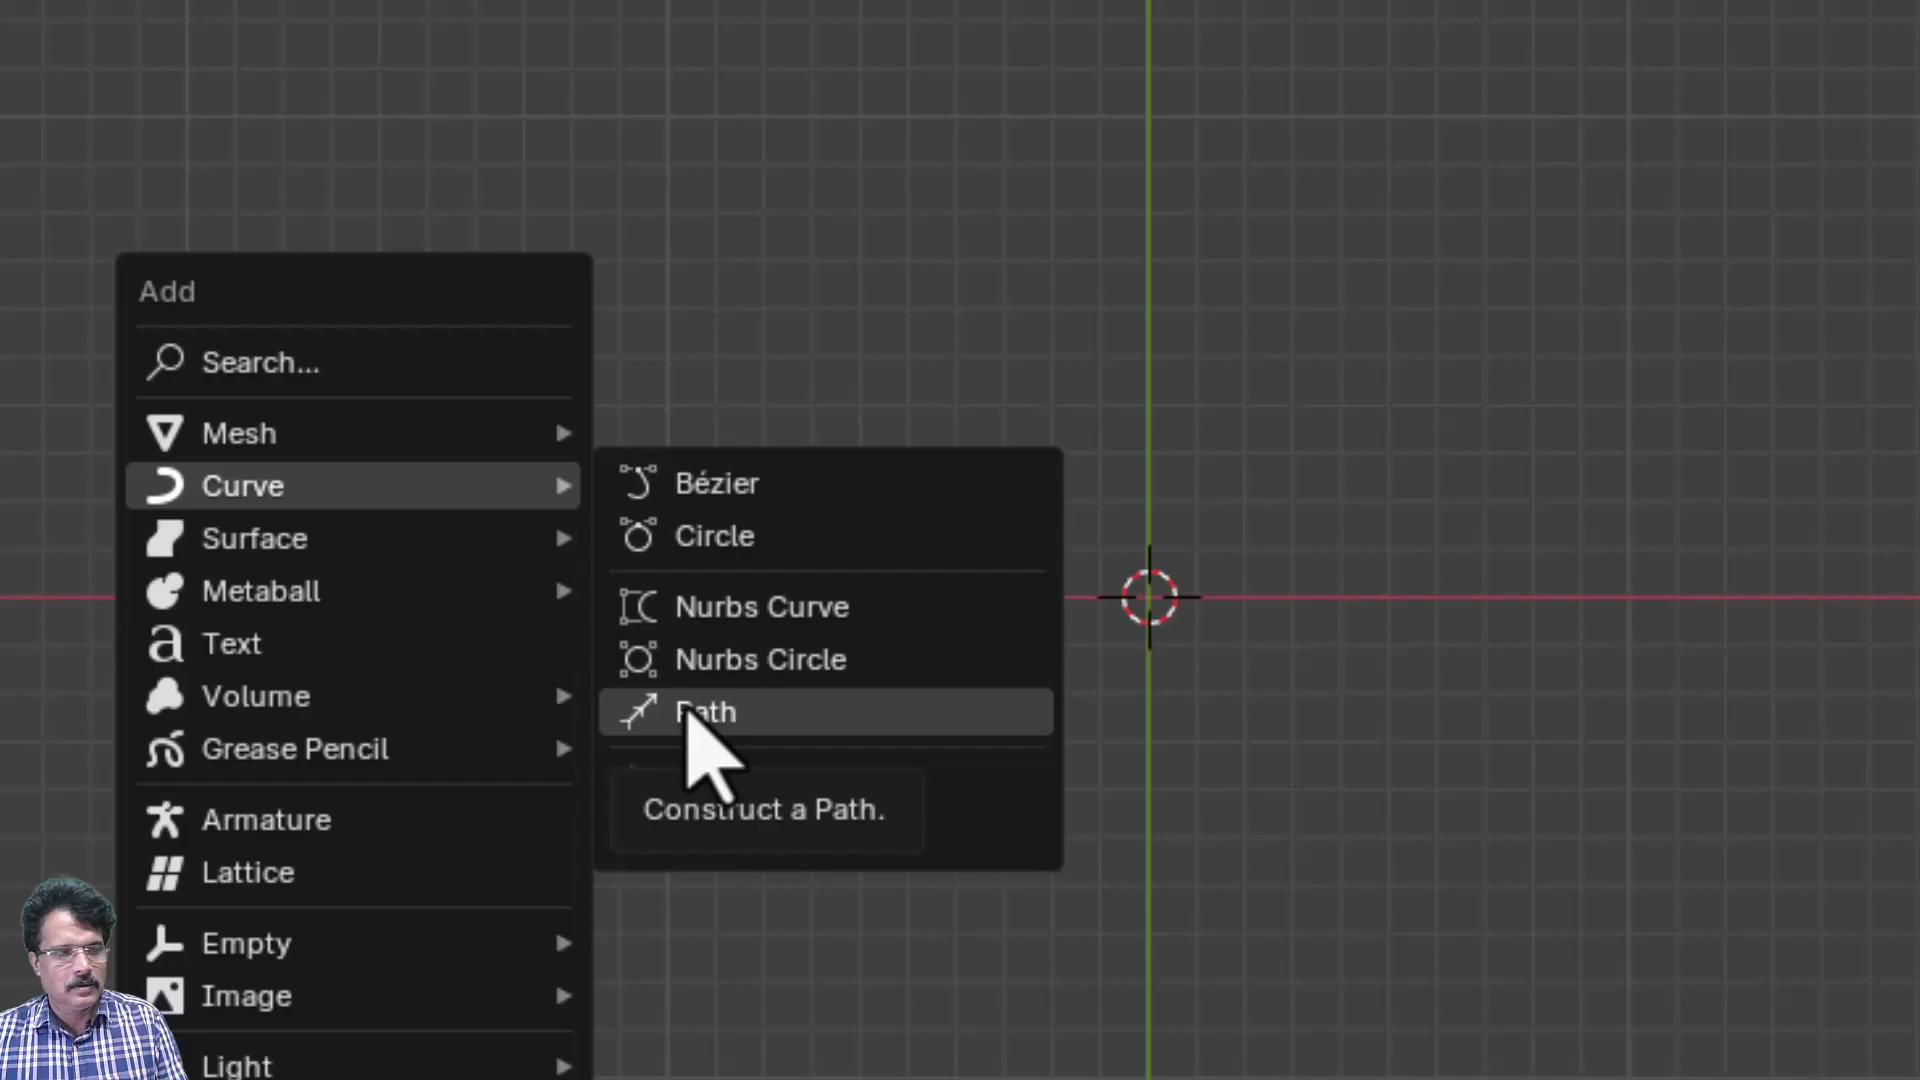 Add
Search...
Mesh
Curve
Surface
Metaball
Text
Volume
Grease Pencil
Armature
Lattice
Empty
Image
Light
Bézier
Circle
Nurbs Curve
Nurbs Circle
Path
Construct a Path.